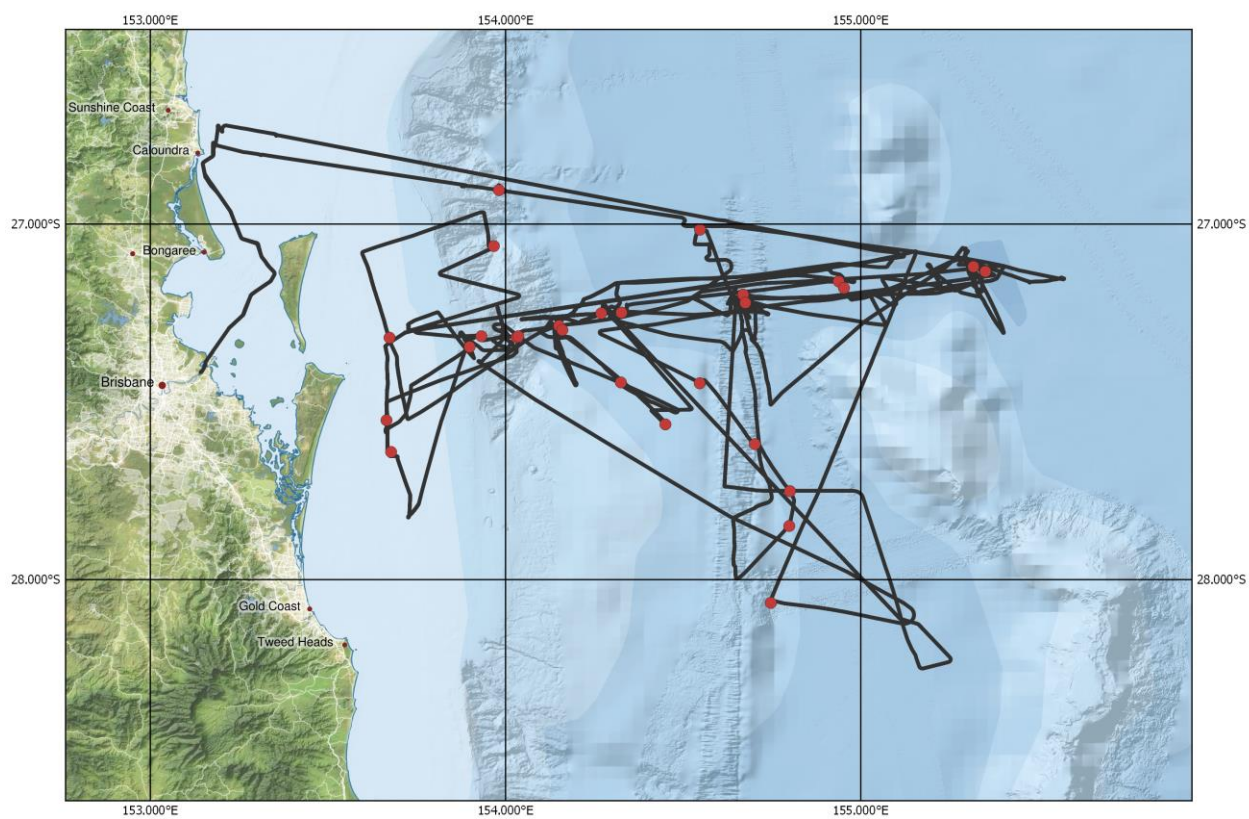 153.000°E 154.000°E 155.000°E
Sunshine Coast
Caloundra
27.000°S 27.000°S
Bongaree
Brisbane
28.000°S 28.000°S
Gold Coast
Tweed Heads
153.000°E 154.000°E 155.000°E